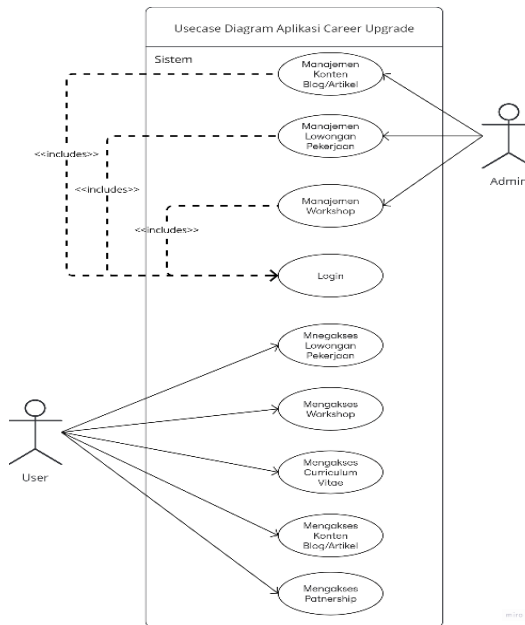 Usecase Diagram Aplikasi Career Upgrade
Sistem
Manajemen
Konten
Blog/Artikel
<<includes>>
Manajemen
Lowongan
Pekerjaan
Admin
<<includes>>
Manajemen
Workshop
<<includes>>
Login
Mnegakses
Lowongan
Pekerjaan
Mengakses
Workshop
User
Mengakses
Curriculum
Vitae
Mengakses
Konten
Blog/Artikel
Mengakses
Patnership
miro